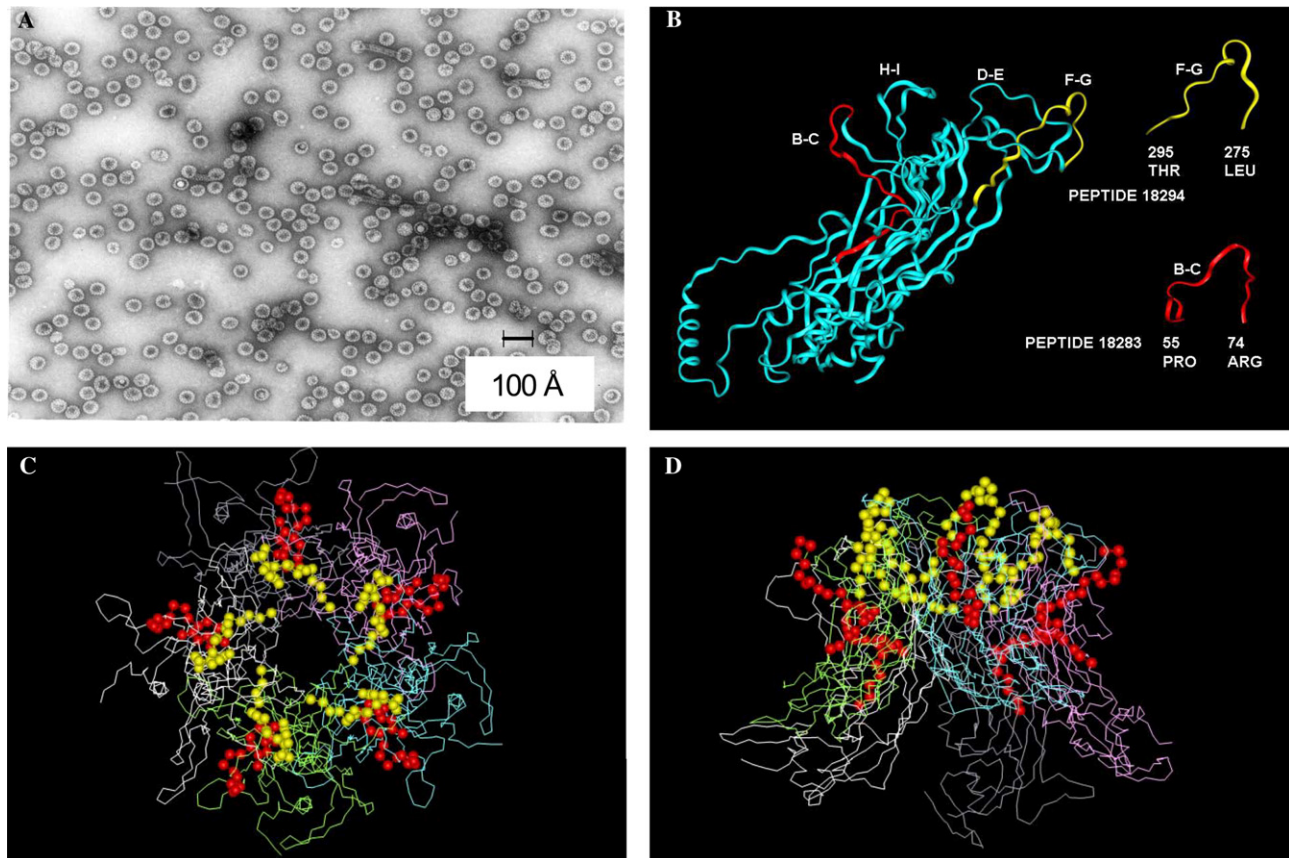 A
100 Å
B
H-I
D-E
F-G
B-C
F-G
295
THR
275
LEU
PEPTIDE 18294
B-C
PEPTIDE 18283
55
PRO
74
ARG
C
D